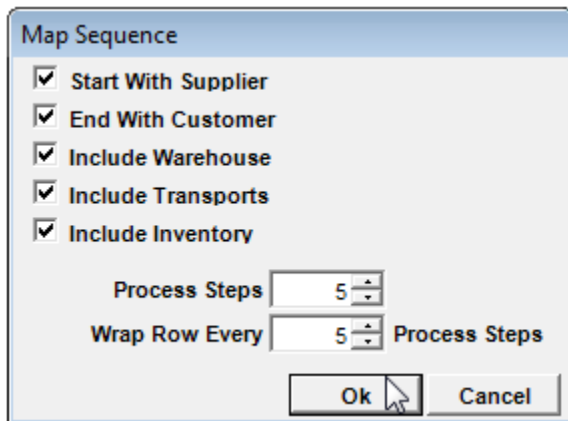 Map Sequence
Start With Supplier
End With Customer
Include Warehouse
Include Transports
Include Inventory
Process Steps 5
Wrap Row Every 5 Process Steps
Ok Cancel